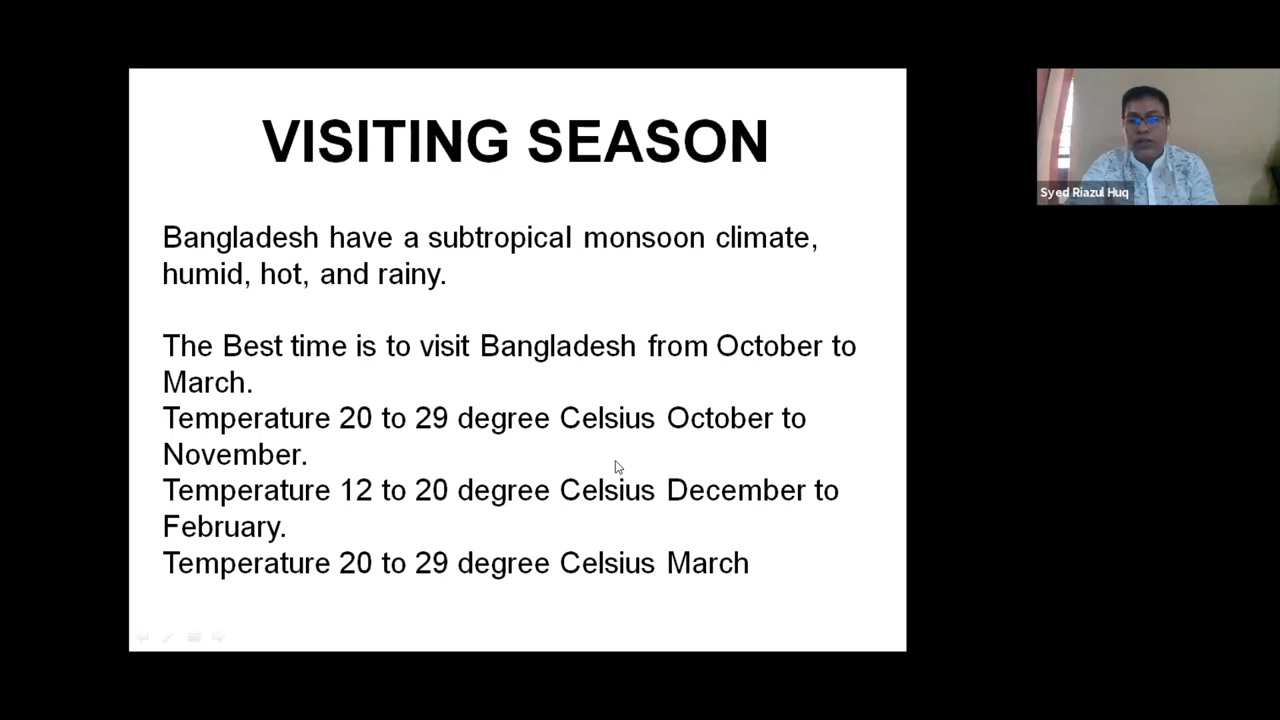 VISITING SEASON
Bangladesh have a subtropical monsoon climate,
humid, hot, and rainy.
The Best time is to visit Bangladesh from October to
March.
Temperature 20 to 29 degree Celsius October to
November.
Temperature 12 to 20 degree Celsius December to
February.
Temperature 20 to 29 degree Celsius March
Syed Riazul Huq